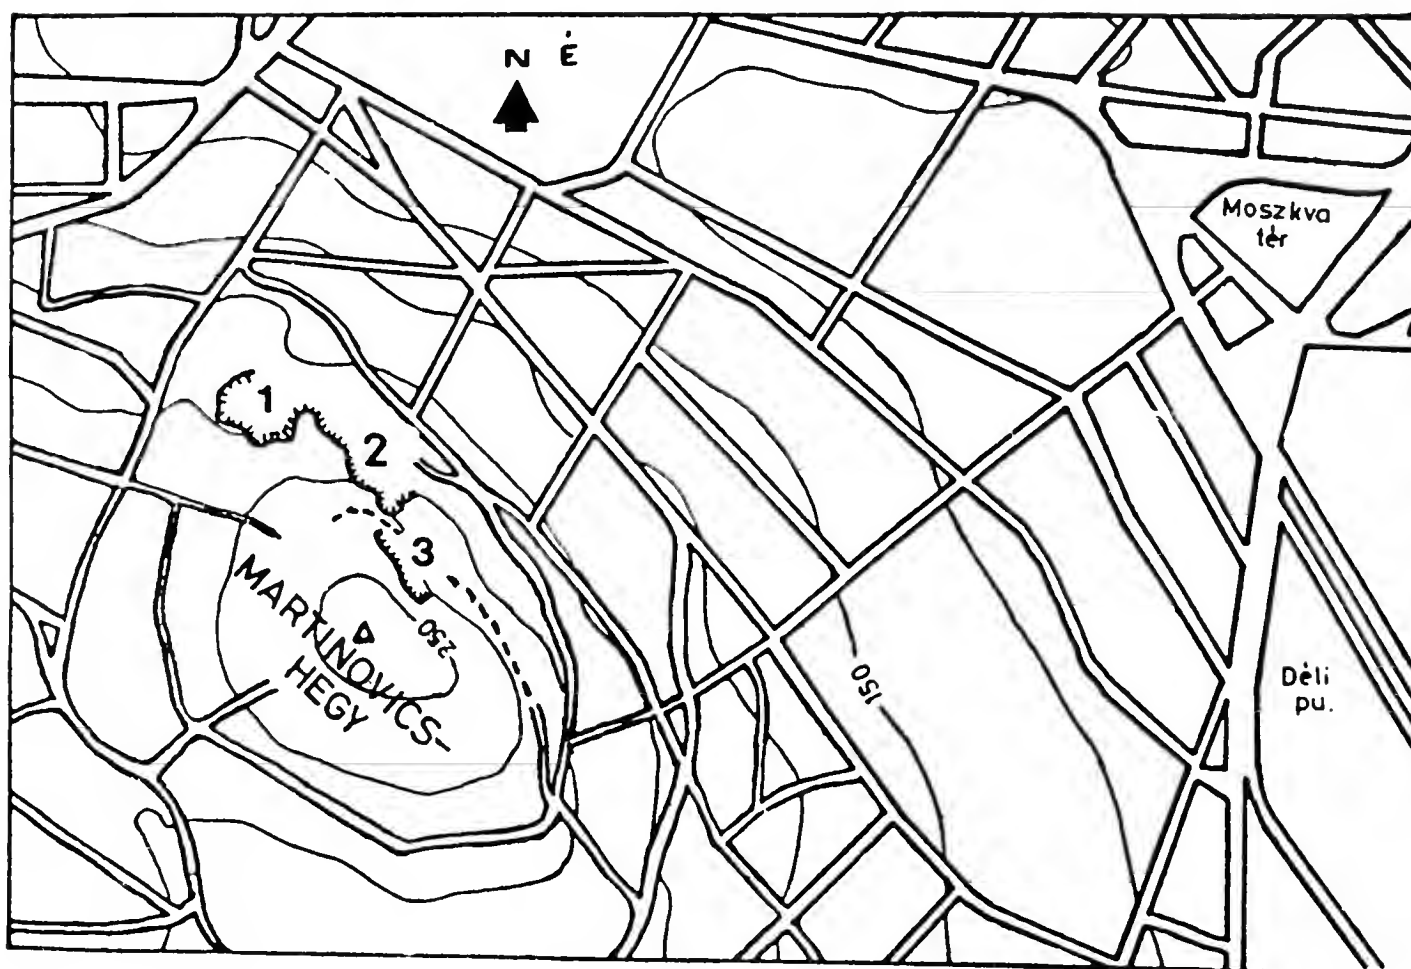 N É
Moszkva
tér
1
2
3
MARTINOVICS-
HEGY
250
150
Déli
pu.